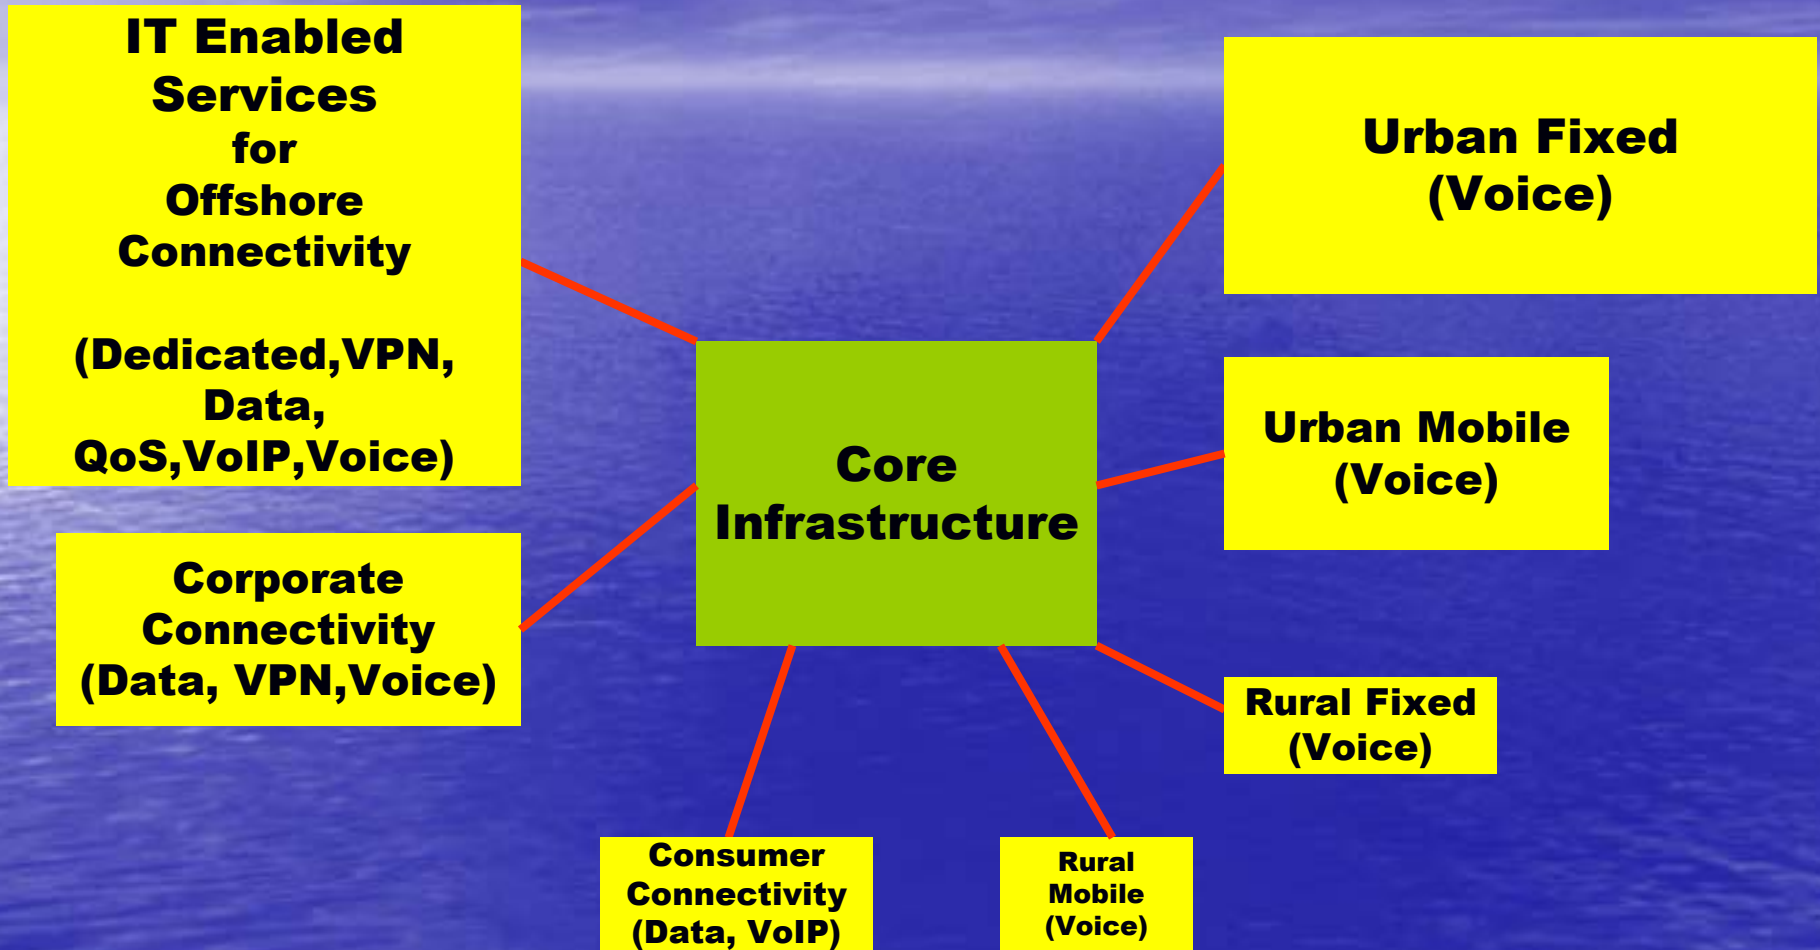 IT Enabled
Services
for
Offshore
Connectivity
(Dedicated,VPN,
Data,
QoS,VoIP,Voice)
Corporate
Connectivity
(Data, VPN,Voice)
Core
Infrastructure
Urban Fixed
(Voice)
Urban Mobile
(Voice)
Rural Fixed
(Voice)
Consumer
Connectivity
(Data, VoIP)
Rural
Mobile
(Voice)